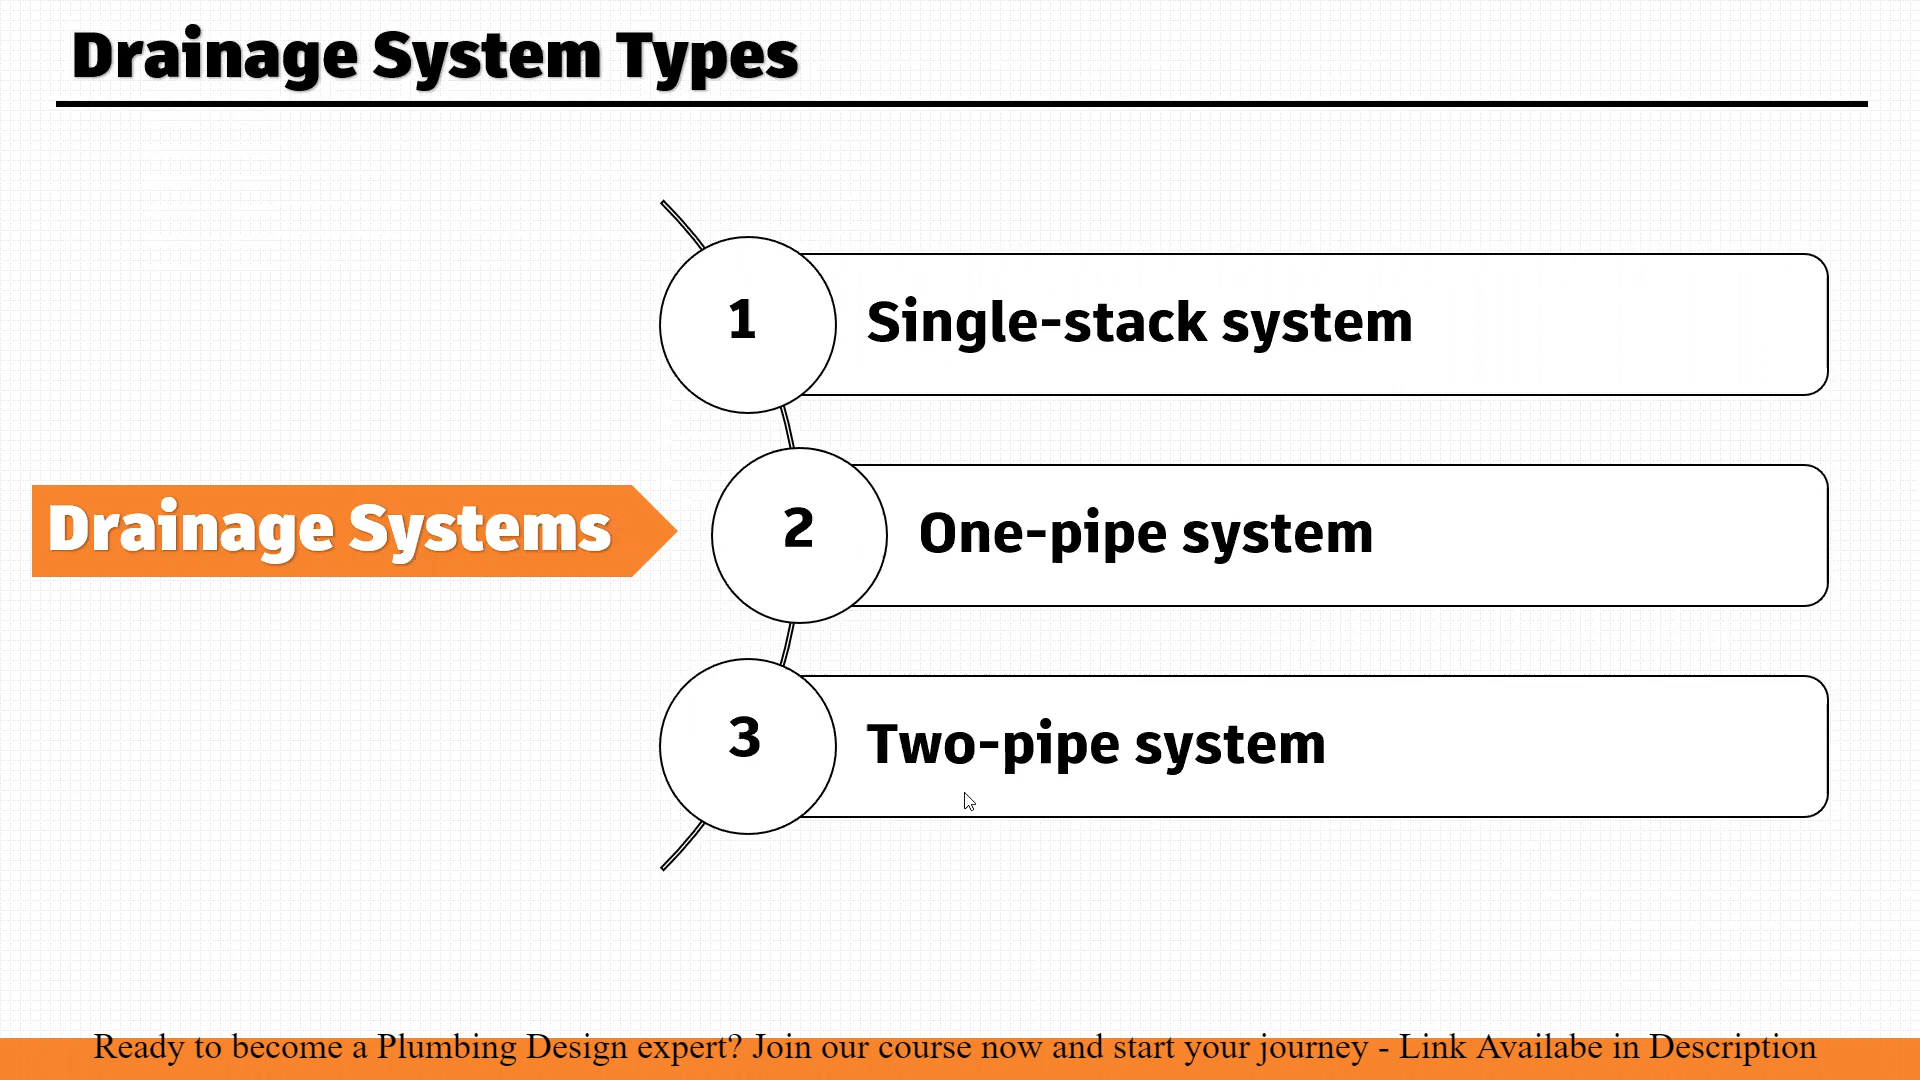 Drainage System Types
1
Single-stack system
Drainage Systems
2
One-pipe system
3
Two-pipe system
Ready to become a Plumbing Design expert? Join our course now and start your journey - Link Availabe in Description